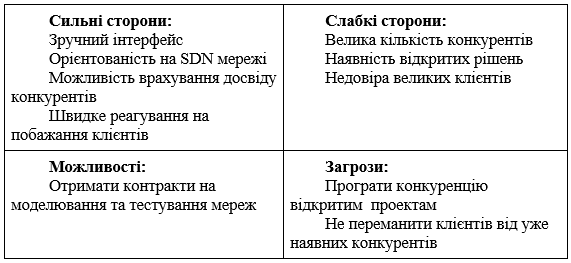 Сильні сторони:
Зручний інтерфейс
Орієнтованість на SDN мережі
Можливість врахування досвіду
конкурентів
Швидке реагування на
побажання клієнтів
Слабкі сторони:
Велика кількість конкурентів
Наявність відкритих рішень
Недовіра великих клієнтів
Можливості:
Отримати контракти на
моделювання та тестування мереж
Загрози:
Програти конкуренцію
відкритим проектам
Не переманити клієнтів від уже
наявних конкурентів